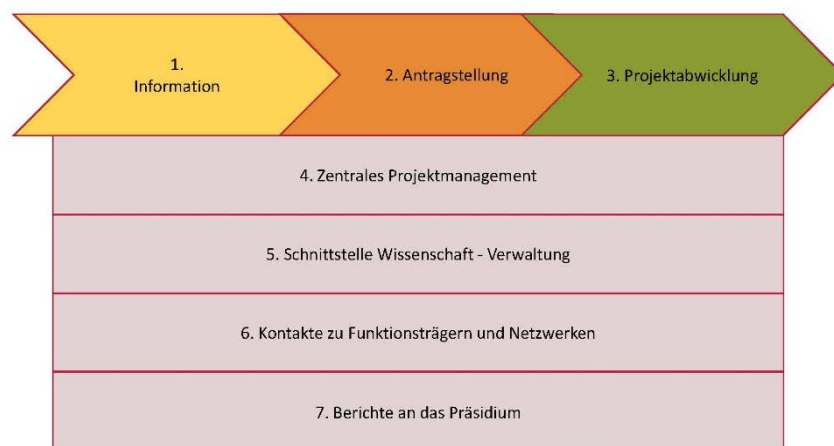 1.
Information
2. Antragstellung
3. Projektabwicklung
4. Zentrales Projektmanagement
5. Schnittstelle Wissenschaft - Verwaltung
6. Kontakte zu Funktionsträgern und Netzwerken
7. Berichte an das Präsidium